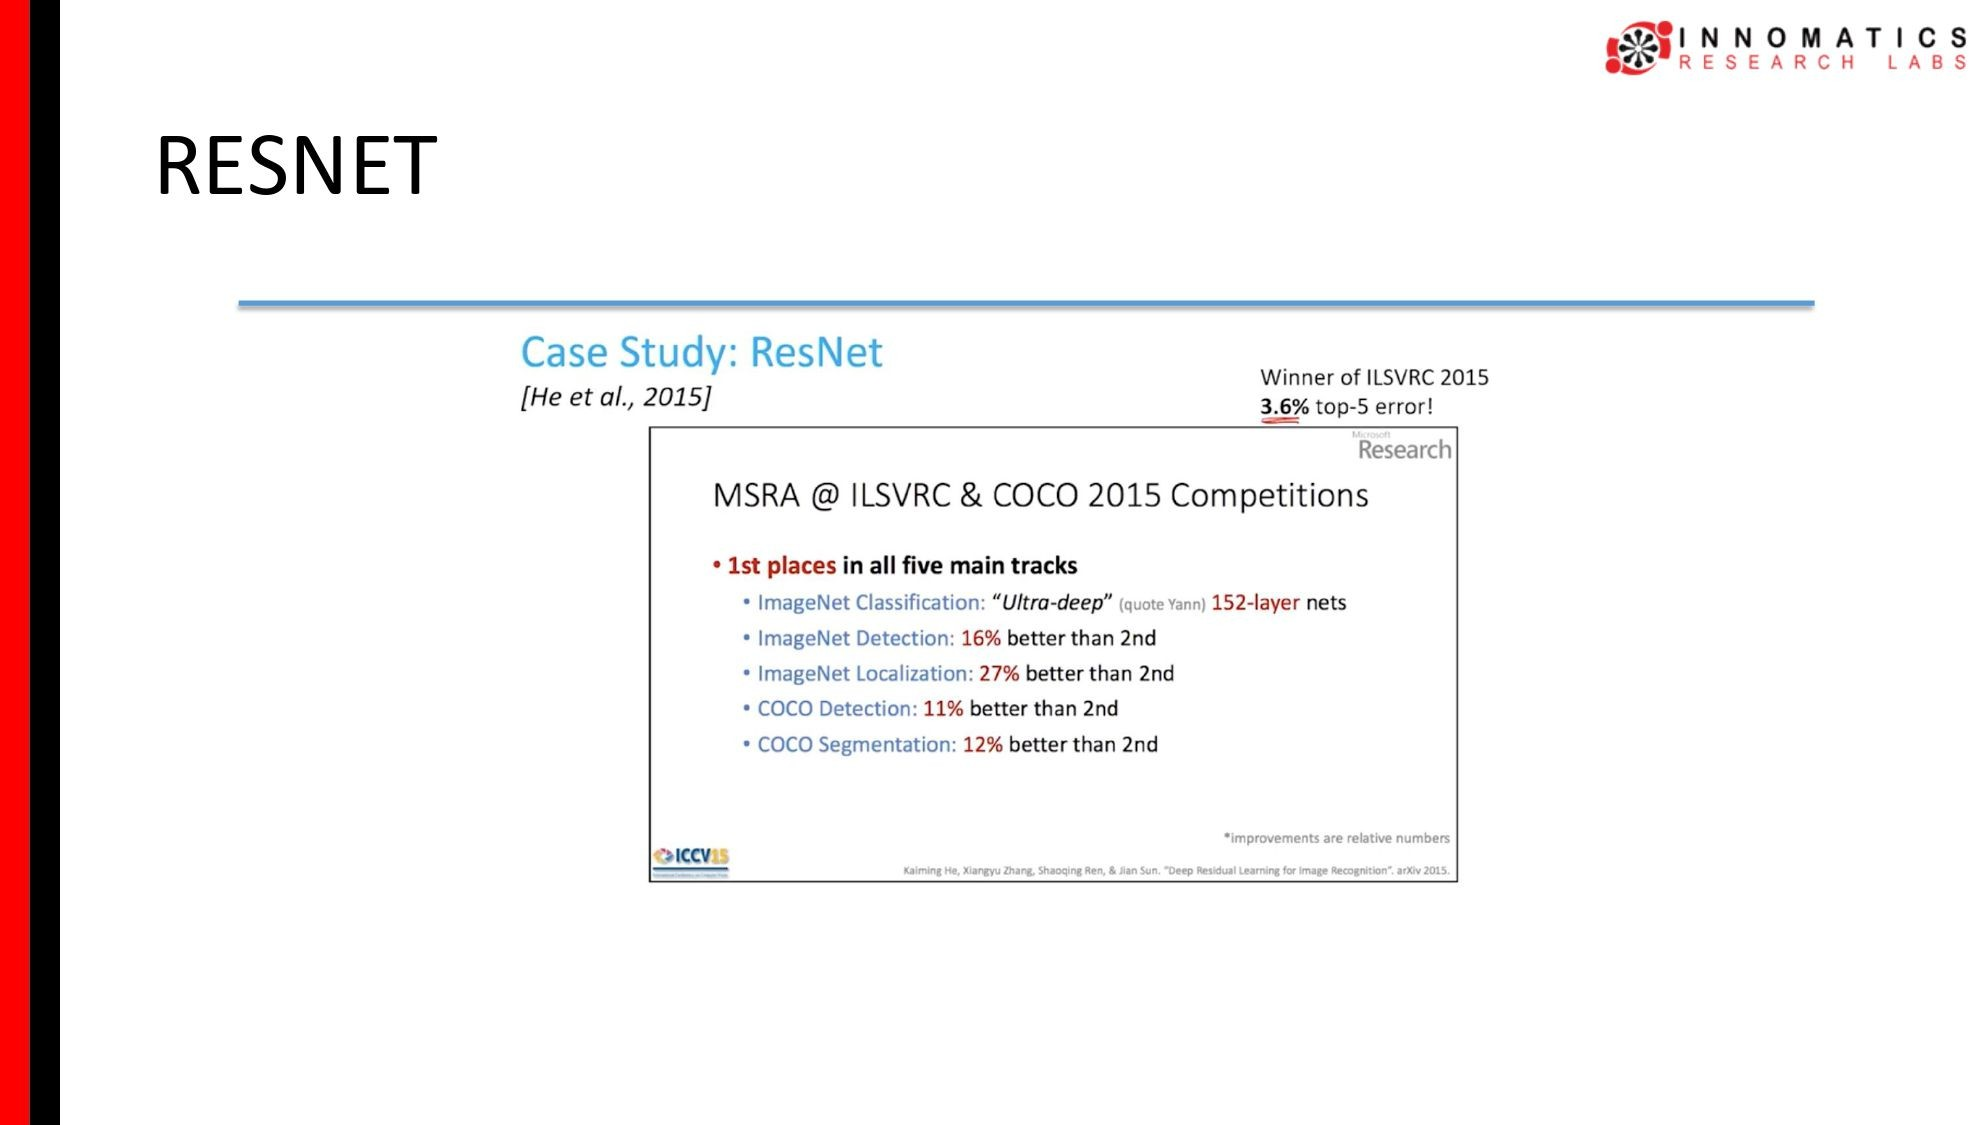 INNOMATICS
RESEARCH LABS
RESNET
Case Study: ResNet
[He et al., 2015]
Winner of ILSVRC 2015
3.6% top-5 error!
Microsoft
Research
MSRA @ ILSVRC & COCO 2015 Competitions
• 1st places in all five main tracks
• ImageNet Classification: “Ultra-deep” (quote Yann) 152-layer nets
• ImageNet Detection: 16% better than 2nd
• ImageNet Localization: 27% better than 2nd
• COCO Detection: 11% better than 2nd
• COCO Segmentation: 12% better than 2nd
*improvements are relative numbers
ICCV15
Kaiming He, Xiangyu Zhang, Shaoqing Ren, & Jian Sun. “Deep Residual Learning for Image Recognition”. arXiv 2015.